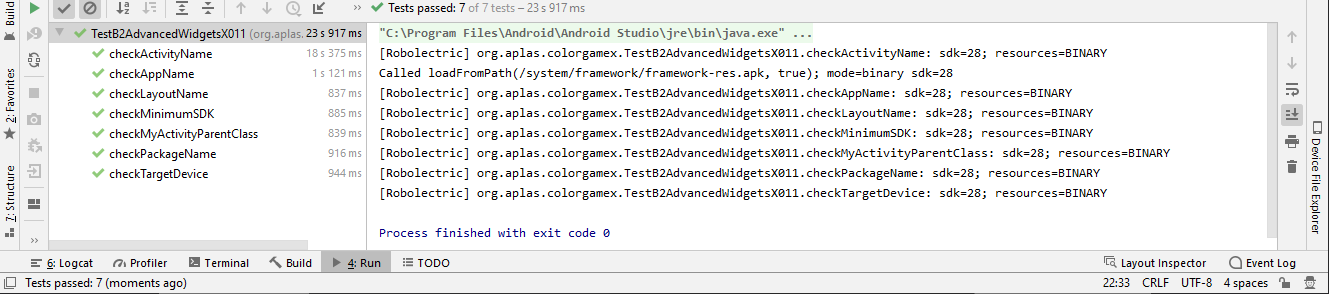 Build
2: Favorites
7: Structure
»
Tests passed: 7 of 7 tests – 23 s 917 ms
TestB2AdvancedWidgetsX011 (org.aplas. 23 s 917 ms
checkActivityName 18 s 375 ms
checkAppName 1 s 121 ms
checkLayoutName 837 ms
checkMinimumSDK 885 ms
checkMyActivityParentClass 839 ms
checkPackageName 916 ms
checkTargetDevice 944 ms
"C:\Program Files\Android\Android Studio\jre\bin\java.exe" ...
[Robolectric] org.aplas.colorgamex.TestB2AdvancedWidgetsX011.checkActivityName: sdk=28; resources=BINARY
Called loadFromPath(/system/framework/framework-res.apk, true); mode=binary sdk=28
[Robolectric] org.aplas.colorgamex.TestB2AdvancedWidgetsX011.checkAppName: sdk=28; resources=BINARY
[Robolectric] org.aplas.colorgamex.TestB2AdvancedWidgetsX011.checkLayoutName: sdk=28; resources=BINARY
[Robolectric] org.aplas.colorgamex.TestB2AdvancedWidgetsX011.checkMinimumSDK: sdk=28; resources=BINARY
[Robolectric] org.aplas.colorgamex.TestB2AdvancedWidgetsX011.checkMyActivityParentClass: sdk=28; resources=BINARY
[Robolectric] org.aplas.colorgamex.TestB2AdvancedWidgetsX011.checkPackageName: sdk=28; resources=BINARY
[Robolectric] org.aplas.colorgamex.TestB2AdvancedWidgetsX011.checkTargetDevice: sdk=28; resources=BINARY
Process finished with exit code 0
Device File Explorer
»
6: Logcat Profiler Terminal Build 4: Run TODO Layout Inspector Event Log
Tests passed: 7 (moments ago) 22:33 CRLF UTF-8 4 spaces